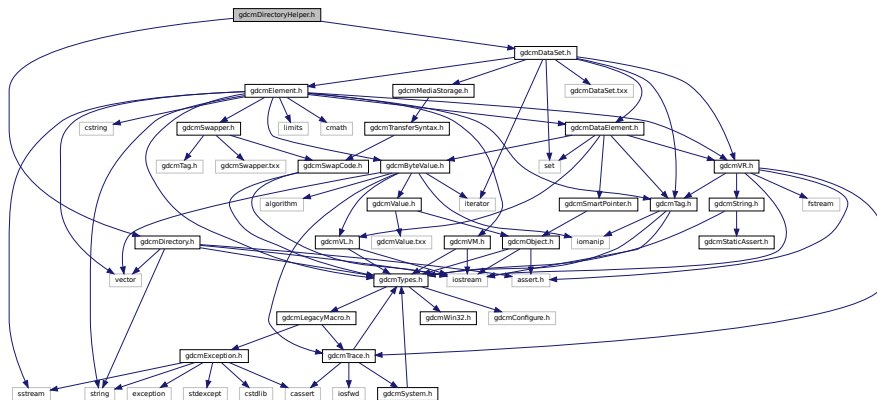 gdcmDirectoryHelper.h
gdcmDataSet.h
gdcmElement.h
gdcmMediaStorage.h
gdcmDataSet.txx
cstring
gdcmSwapper.h
limits
cmath
gdcmTransferSyntax.h
gdcmDataElement.h
gdcmTag.h
gdcmSwapper.txx
gdcmSwapCode.h
gdcmByteValue.h
set
gdcmVR.h
algorithm
gdcmValue.h
iterator
gdcmSmartPointer.h
gdcmTag.h
gdcmString.h
fstream
gdcmDirectory.h
gdcmVL.h
gdcmValue.txx
gdcmVM.h
gdcmObject.h
iomanip
gdcmStaticAssert.h
vector
gdcmTypes.h
iostream
assert.h
gdcmLegacyMacro.h
gdcmWin32.h
gdcmConfigure.h
gdcmException.h
gdcmTrace.h
sstream
string
exception
stdexcept
cstdlib
cassert
iosfwd
gdcmSystem.h